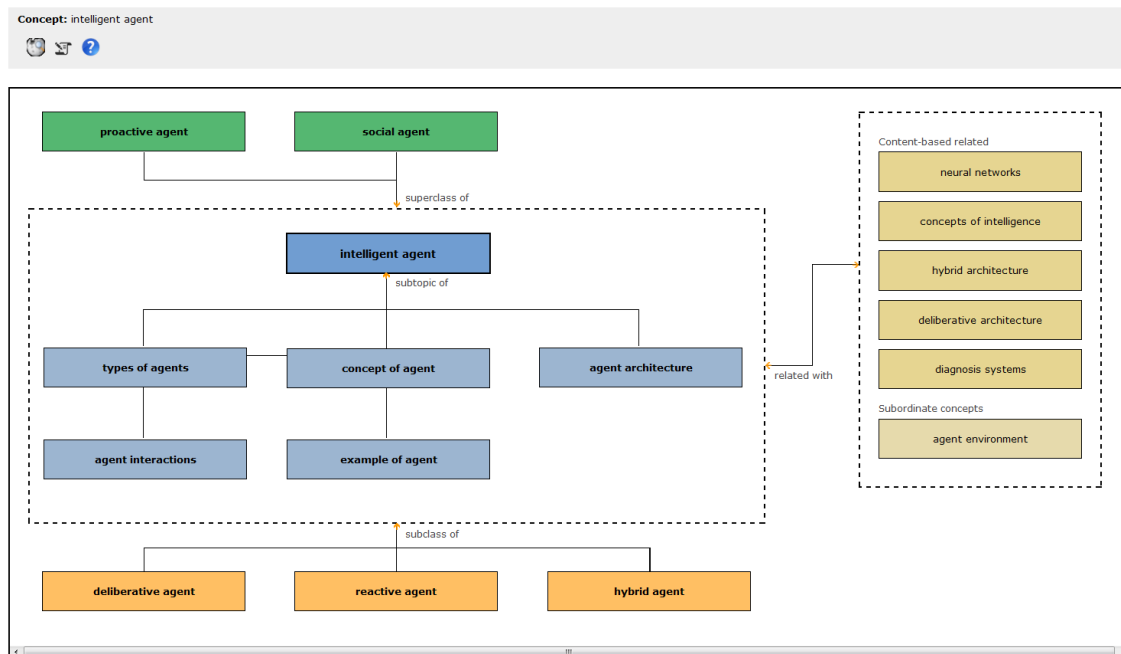 Concept: intelligent agent
?
proactive agent
social agent
superclass of
intelligent agent
subtopic of
types of agents
concept of agent
agent architecture
agent interactions
example of agent
related with
Content-based related
neural networks
concepts of intelligence
hybrid architecture
deliberative architecture
diagnosis systems
Subordinate concepts
agent environment
subclass of
deliberative agent
reactive agent
hybrid agent